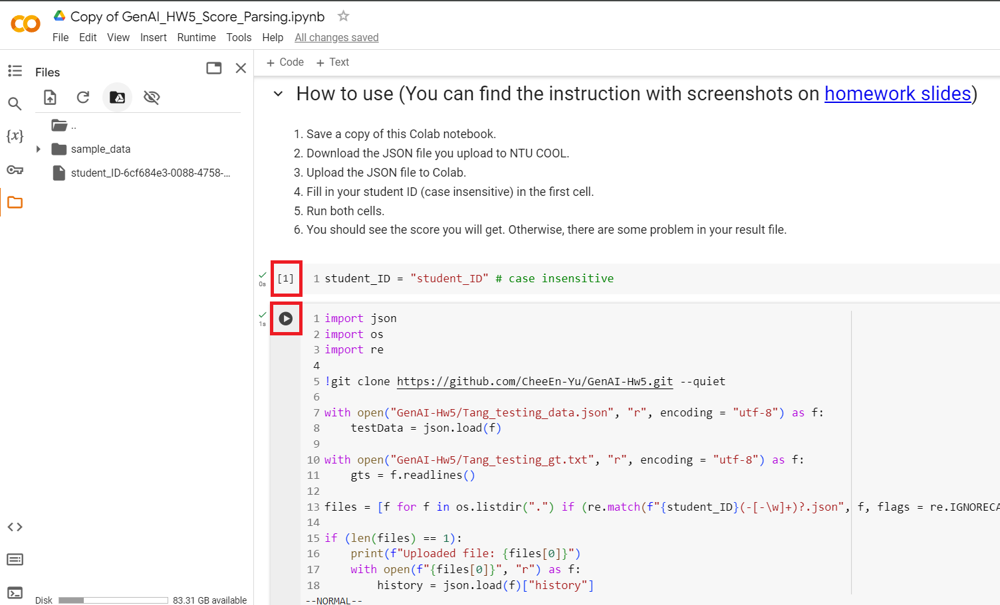 Copy of GenAI_HW5_Score_Parsing.ipynb
File Edit View Insert Runtime Tools Help All changes saved
Files
+ Code + Text
..
sample_data
student_ID-6cf684e3-0088-4758-...
How to use (You can find the instruction with screenshots on homework slides)
1. Save a copy of this Colab notebook.
2. Download the JSON file you upload to NTU COOL.
3. Upload the JSON file to Colab.
4. Fill in your student ID (case insensitive) in the first cell.
5. Run both cells.
6. You should see the score you will get. Otherwise, there are some problem in your result file.
0s [1] 1 student_ID = "student_ID" # case insensitive
1s
1 import json
2 import os
3 import re
4
5 !git clone https://github.com/CheeEn-Yu/GenAI-Hw5.git --quiet
6
7 with open("GenAI-Hw5/Tang_testing_data.json", "r", encoding = "utf-8") as f:
8     testData = json.load(f)
9
10 with open("GenAI-Hw5/Tang_testing_gt.txt", "r", encoding = "utf-8") as f:
11     gts = f.readlines()
12
13 files = [f for f in os.listdir(".") if (re.match(f"{student_ID}(-[-\w]+)?.json", f, flags = re.IGNORECA
14
15 if (len(files) == 1):
16     print(f"Uploaded file: {files[0]}")
17     with open(f"{files[0]}", "r") as f:
18         history = json.load(f)["history"]
--NORMAL--
{x}
Disk 83.31 GB available